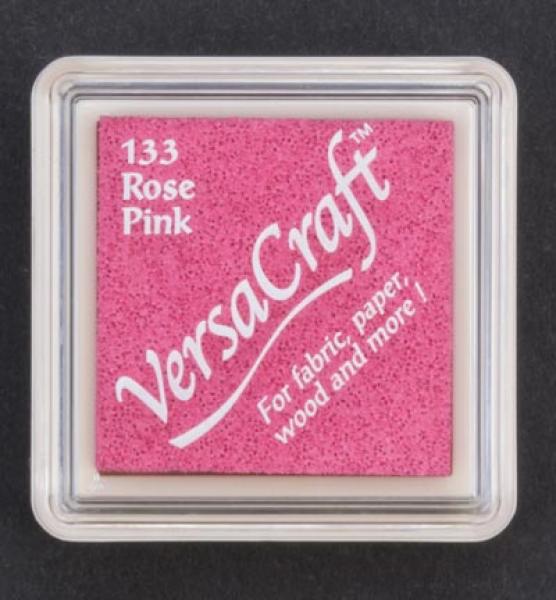 133
Rose
Pink
VersaCraft™
For fabric, paper,
wood and more !